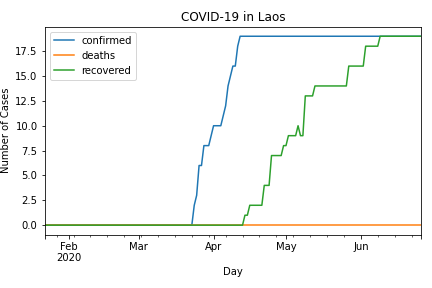 COVID-19 in Laos
confirmed
deaths
recovered
17.5
15.0
12.5
10.0
7.5
5.0
2.5
0.0
Number of Cases
Feb
2020
Mar
Apr
May
Jun
Day